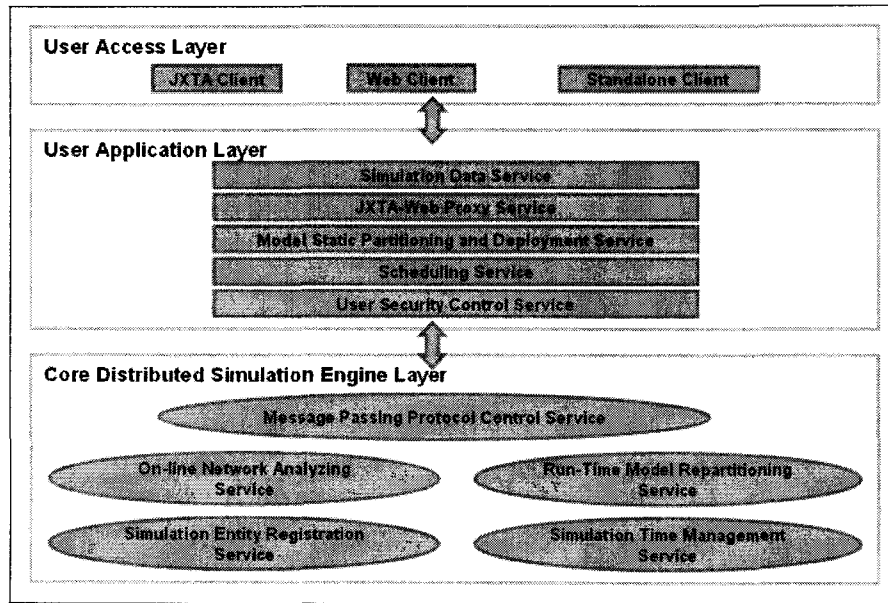 User Access Layer
JXTA Client
Web Client
Standalone Client
User Application Layer
Simulation Data Service
JXTA-Web Proxy Service
Model Static Partitioning and Deployment Service
Scheduling Service
User Security Control Service
Core Distributed Simulation Engine Layer
Message Passing Protocol Control Service
On-line Network Analyzing
Service
Run-Time Model Repartitioning
Service
Simulation Entity Registration
Service
Simulation Time Management
Service